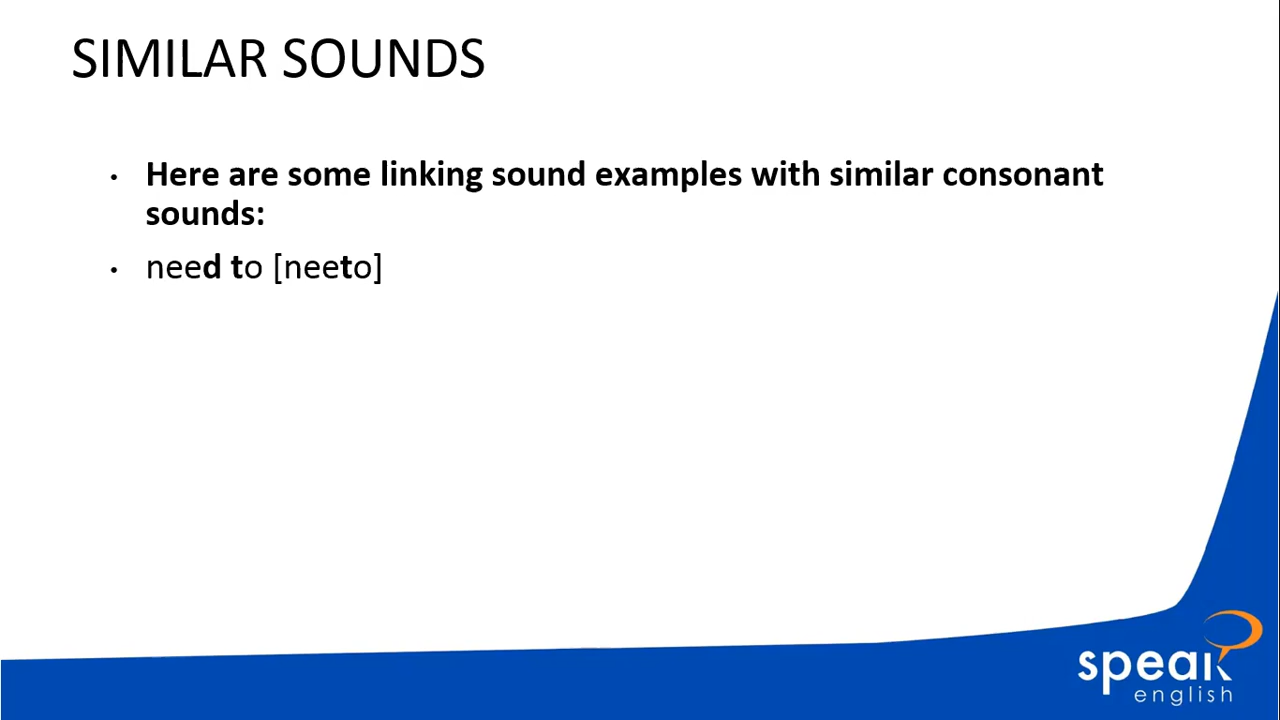 SIMILAR SOUNDS
• Here are some linking sound examples with similar consonant
sounds:
• need to [neeto]
speak
english